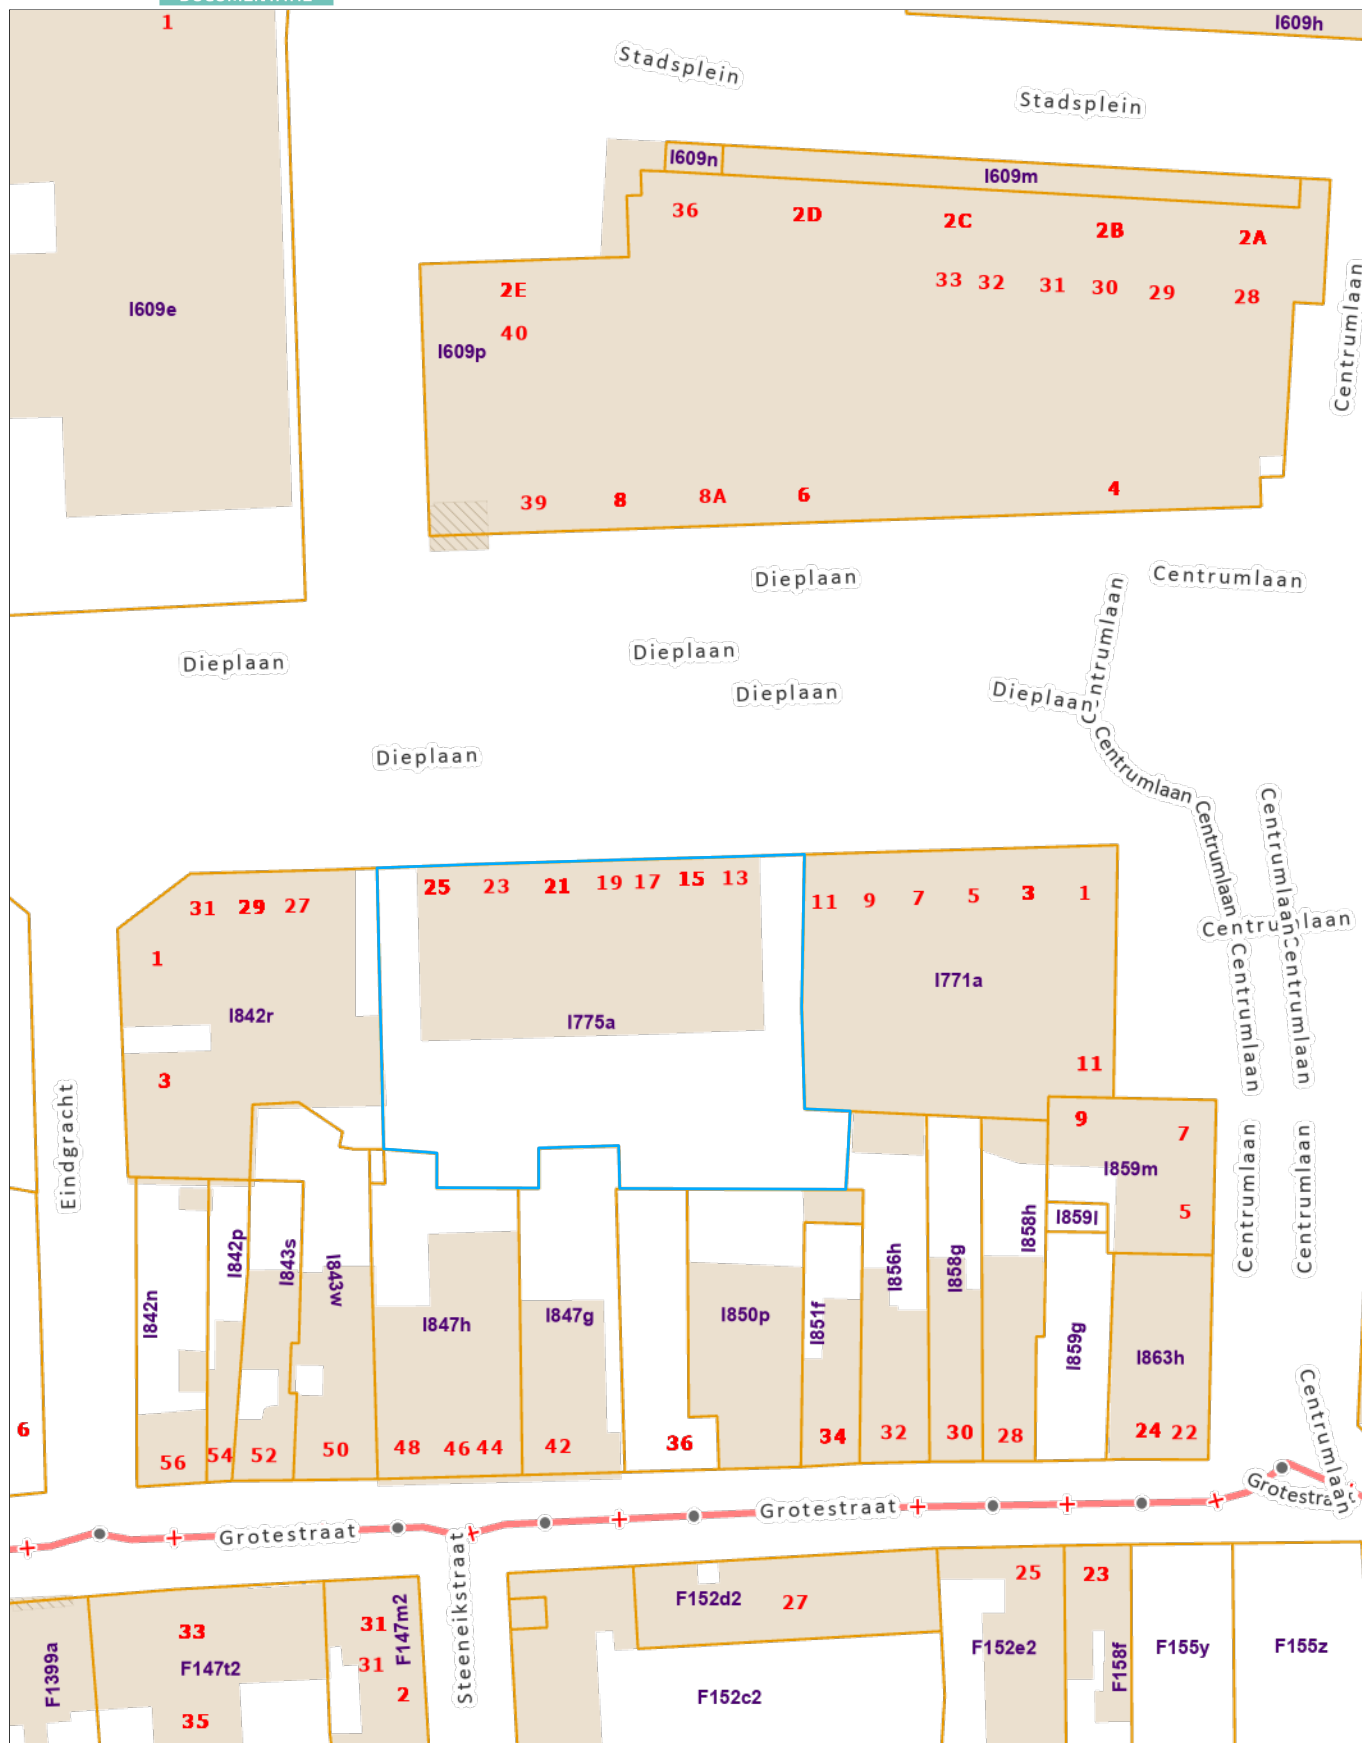 1
I609h
Stadsplein
Stadsplein
I609n
I609m
36
2D
2C
2B
2A
33
32
31
30
29
28
2E
40
I609e
I609p
Centrumlaan
39
8
8A
6
4
Dieplaan
Centrumlaan
Centrumlaan
Dieplaan
Dieplaan
Dieplaan
Dieplaan
Dieplaan
Centrumlaan
Centrumlaan
Centrumlaan
25
23
21
19
17
15
13
31
29
27
11
9
7
5
3
1
Centrumlaan
1
I771a
Centrumlaan
Centrumlaan
I842r
I775a
11
3
Eindgracht
9
7
I859m
Centrumlaan
Centrumlaan
5
I859l
I842p
I843s
I843w
I842n
I847h
I847g
I850p
I851f
I856h
I858g
I858h
I859g
I863h
Centrumlaan
6
56
54
52
50
48
46
44
42
36
34
32
30
28
24
22
Grotestraat
Grotestraat
Grotestraat
Steeneikstraat
F1399a
33
F147t2
35
31
31
F147m2
2
F152d2
27
F152c2
25
F152e2
23
F158f
F155y
F155z